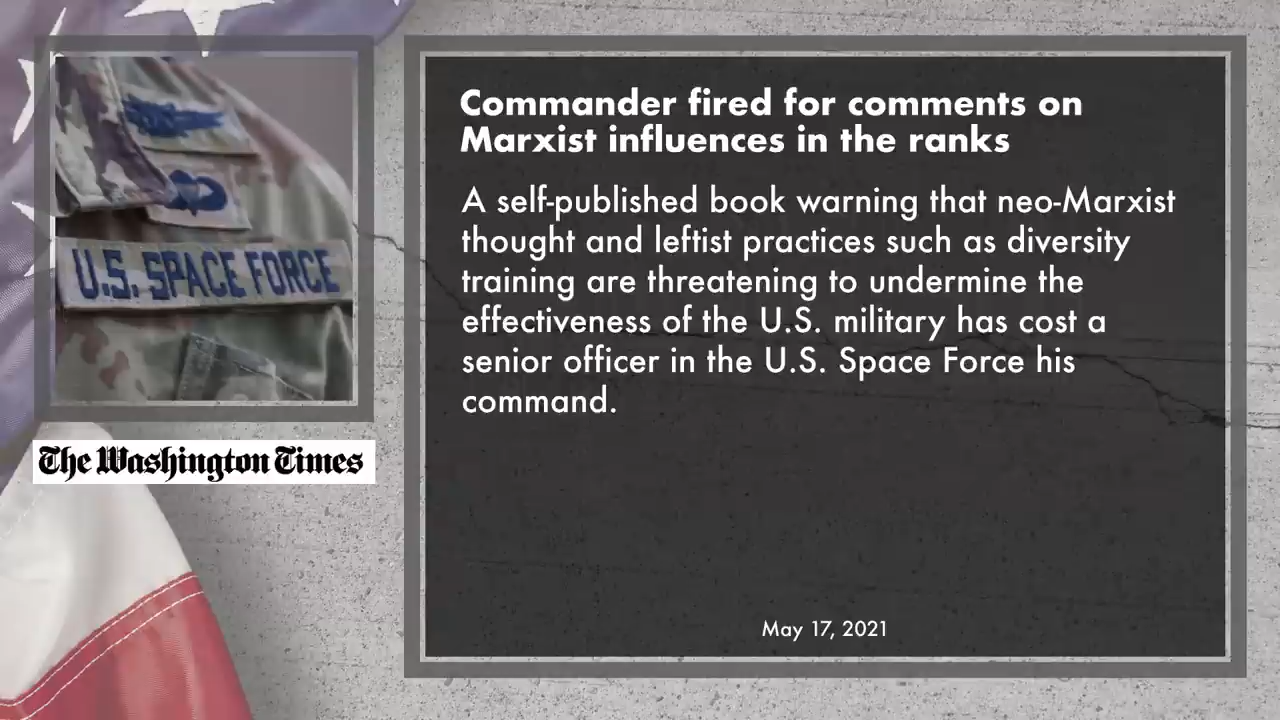 U.S. SPACE FORCE
The Washington Times
Commander fired for comments on
Marxist influences in the ranks
A self-published book warning that neo-Marxist
thought and leftist practices such as diversity
training are threatening to undermine the
effectiveness of the U.S. military has cost a
senior officer in the U.S. Space Force his
command.
May 17, 2021